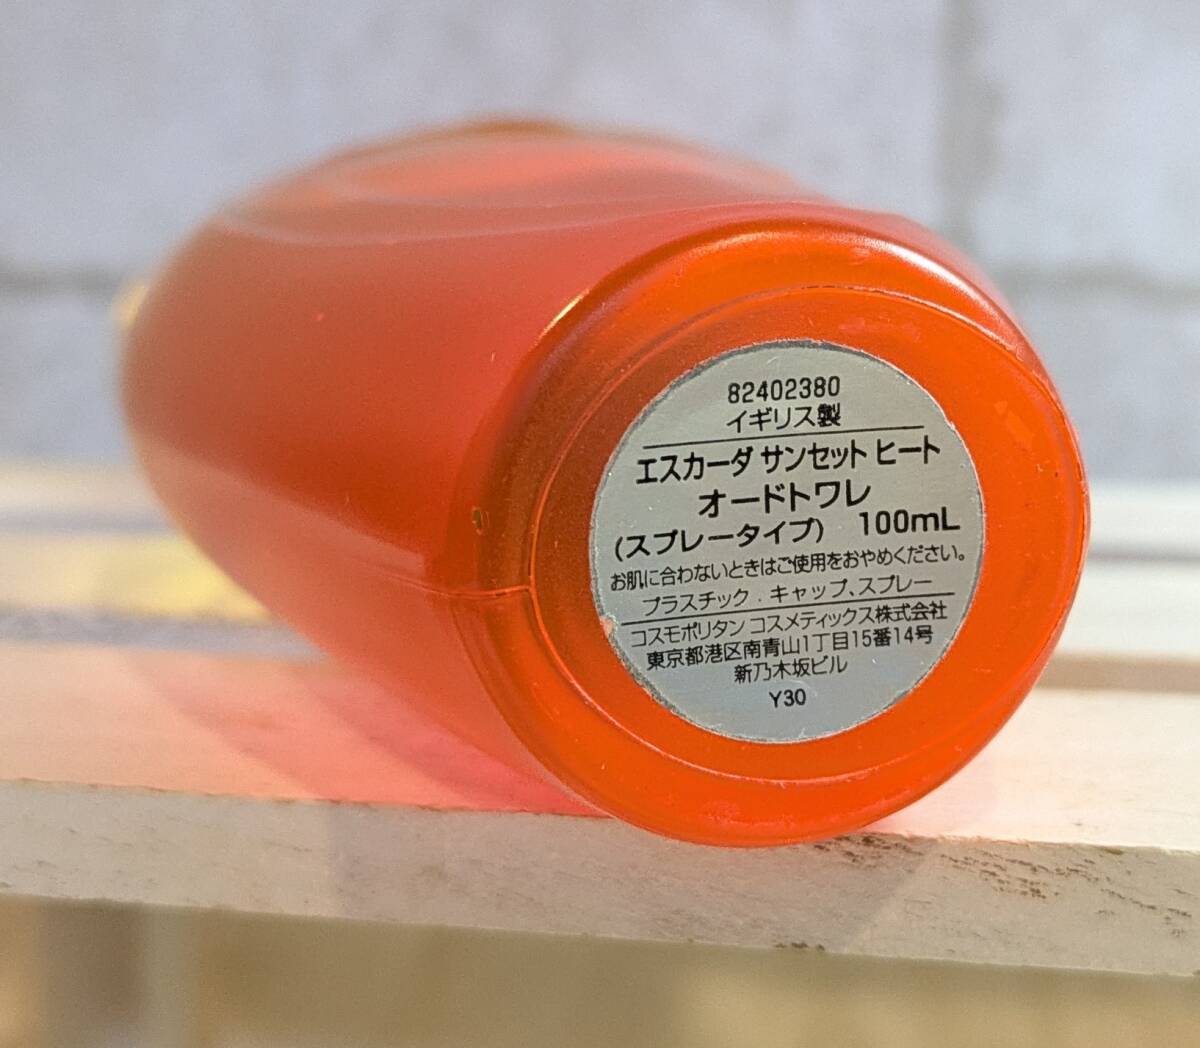 82402380
イギリス製
エスカーダ サンセット ヒート
オードトワレ
(スプレータイプ) 100mL
お肌に合わないときはご使用をおやめください。
プラスチック . キャップ、スプレー
コスモポリタン コスメティックス株式会社
東京都港区南青山1丁目15番14号
新乃木坂ビル
Y30